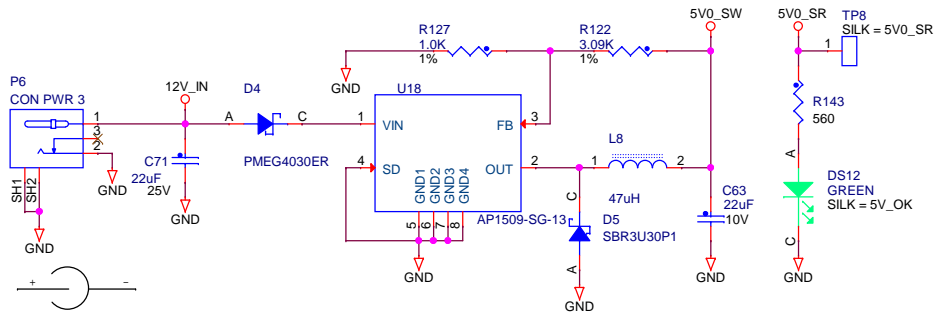 5V0_SW
5V0_SR
TP8
SILK = 5V0_SR
1
R127
1.0K
1%
R122
3.09K
1%
GND
P6
CON PWR 3
1
3
2
SH1
SH2
GND
GND
12V_IN
C71
22uF
25V
GND
D4
A
C
PMEG4030ER
U18
1
VIN
FB
3
4
SD
OUT
2
GND1
GND2
GND3
GND4
5
6
7
8
AP1509-SG-13
GND
L8
1
2
47uH
C
D5
SBR3U30P1
A
GND
C63
22uF
10V
GND
R143
560
A
DS12
GREEN
SILK = 5V_OK
C
GND
+
−